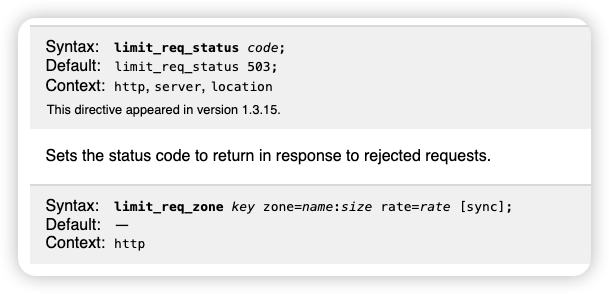 Syntax: limit_req_status code;
Default: limit_req_status 503;
Context: http, server, location
This directive appeared in version 1.3.15.
Sets the status code to return in response to rejected requests.
Syntax: limit_req_zone key zone=name:size rate=rate [sync];
Default: —
Context: http